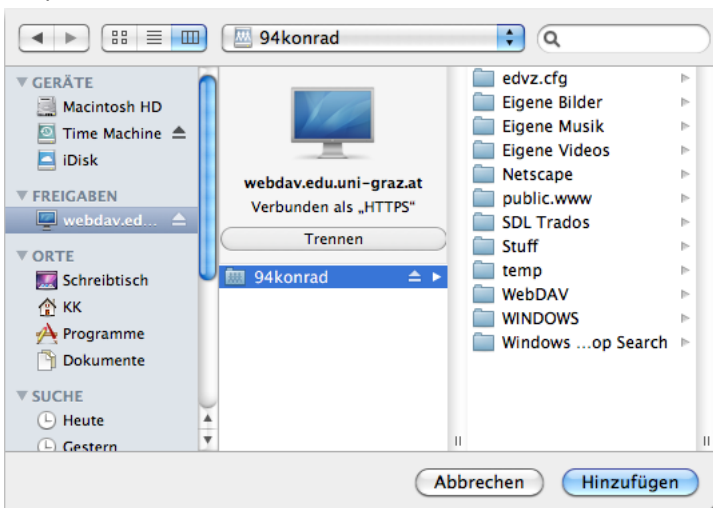 94konrad
GERÄTE
Macintosh HD
Time Machine
iDisk
FREIGABEN
webdav.ed...
ORTE
Schreibtisch
KK
Programme
Dokumente
SUCHE
Heute
Gestern
webdav.edu.uni-graz.at
Verbunden als „HTTPS“
Trennen
94konrad
edvz.cfg
Eigene Bilder
Eigene Musik
Eigene Videos
Netscape
public.www
SDL Trados
Stuff
temp
WebDAV
WINDOWS
Windows ...op Search
Abbrechen
Hinzufügen